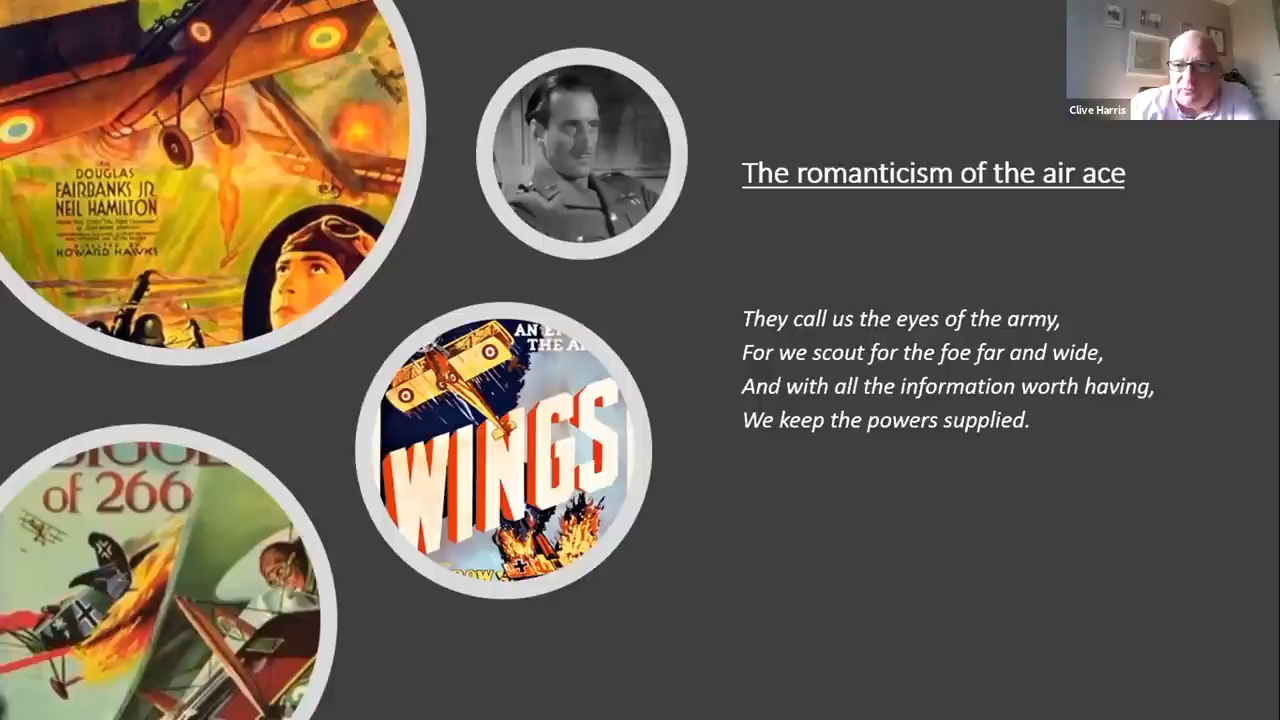 DOUGLAS
FAIRBANKS JR.
NEIL HAMILTON
HOWARD HAWKS
Clive Harris
The romanticism of the air ace
They call us the eyes of the army,
For we scout for the foe far and wide,
And with all the information worth having,
We keep the powers supplied.
AN
THE
WINGS
of 266